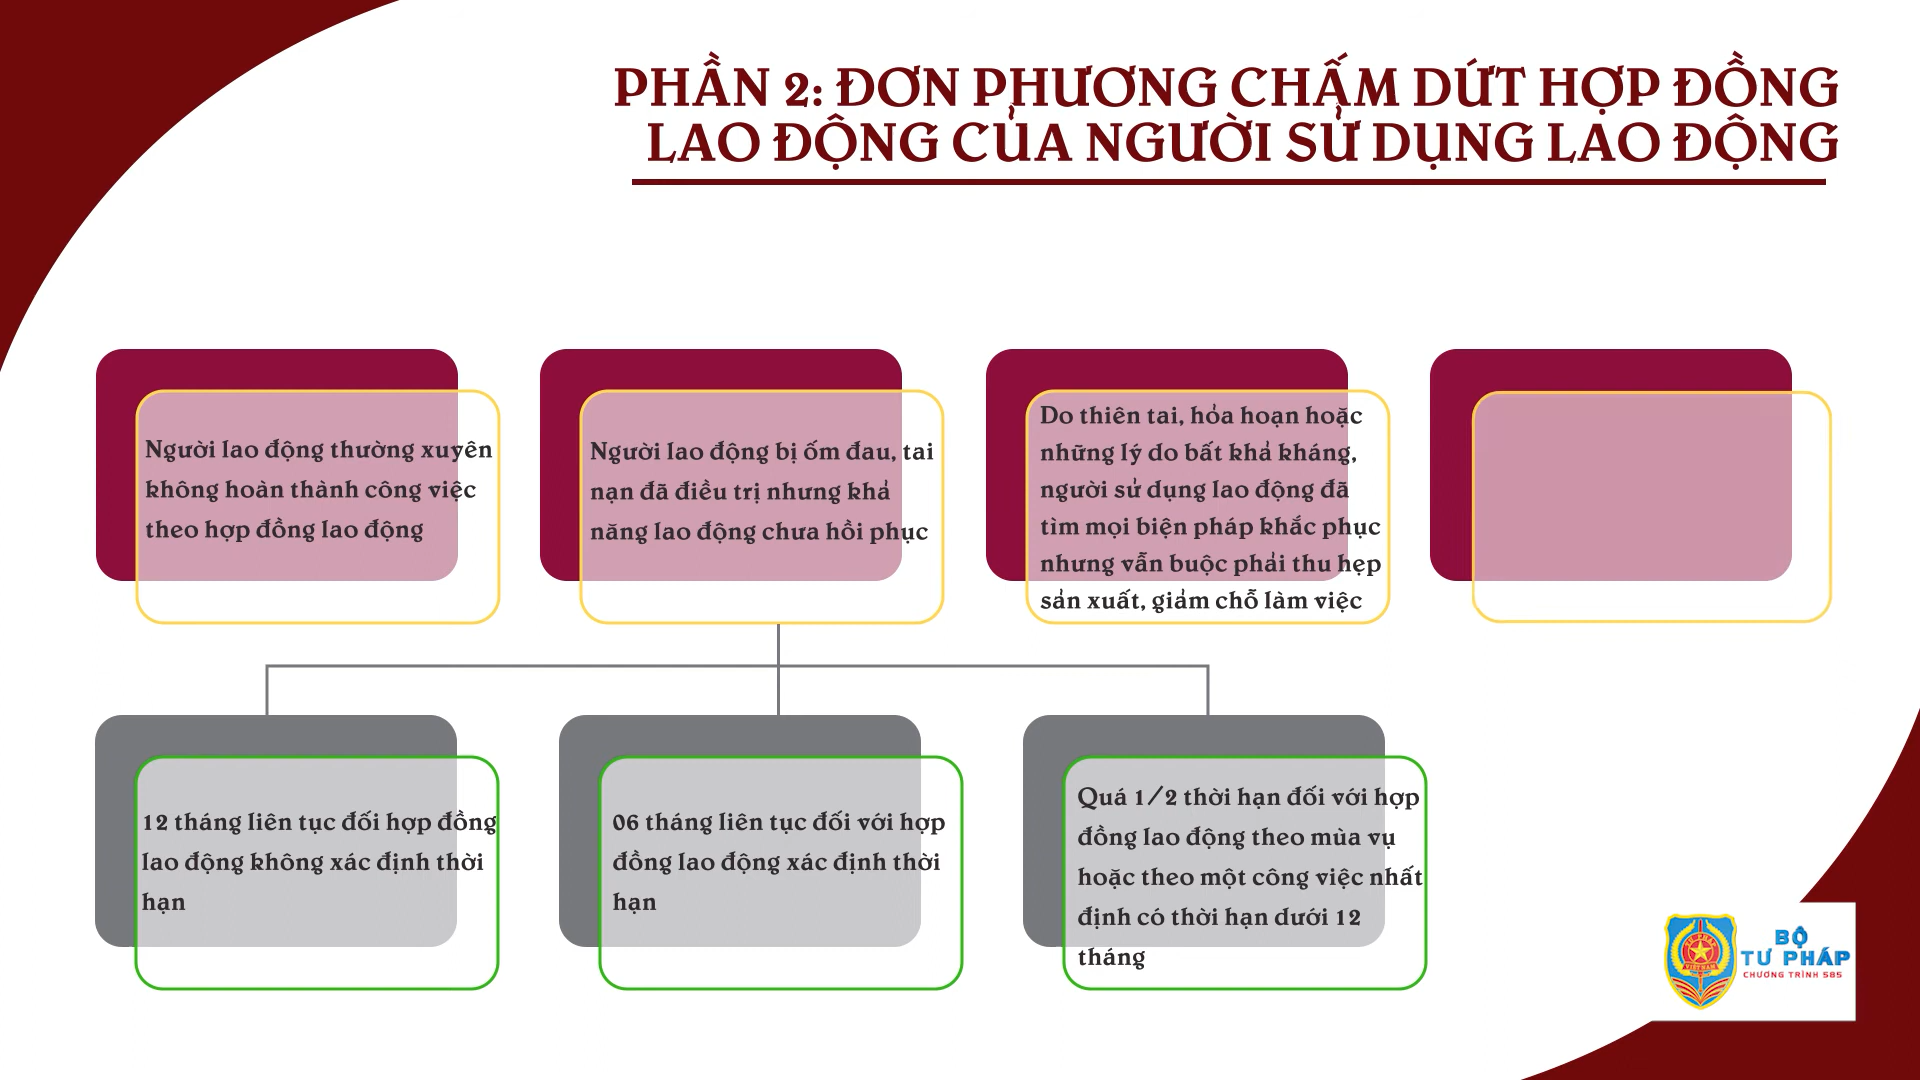 PHẦN 2: ĐƠN PHƯƠNG CHẤM DỨT HỢP ĐỒNG
LAO ĐỘNG CỦA NGƯỜI SỬ DỤNG LAO ĐỘNG
Người lao động thường xuyên
không hoàn thành công việc
theo hợp đồng lao động
Người lao động bị ốm đau, tai
nạn đã điều trị nhưng khả
năng lao động chưa hồi phục
Do thiên tai, hỏa hoạn hoặc
những lý do bất khả kháng,
người sử dụng lao động đã
tìm mọi biện pháp khắc phục
nhưng vẫn buộc phải thu hẹp
sản xuất, giảm chỗ làm việc
12 tháng liên tục đối hợp đồng
lao động không xác định thời
hạn
06 tháng liên tục đối với hợp
đồng lao động xác định thời
hạn
Quá 1/2 thời hạn đối với hợp
đồng lao động theo mùa vụ
hoặc theo một công việc nhất
định có thời hạn dưới 12
tháng
TƯ PHÁP
VIỆT NAM
BỘ
TƯ PHÁP
CHƯƠNG TRÌNH 585